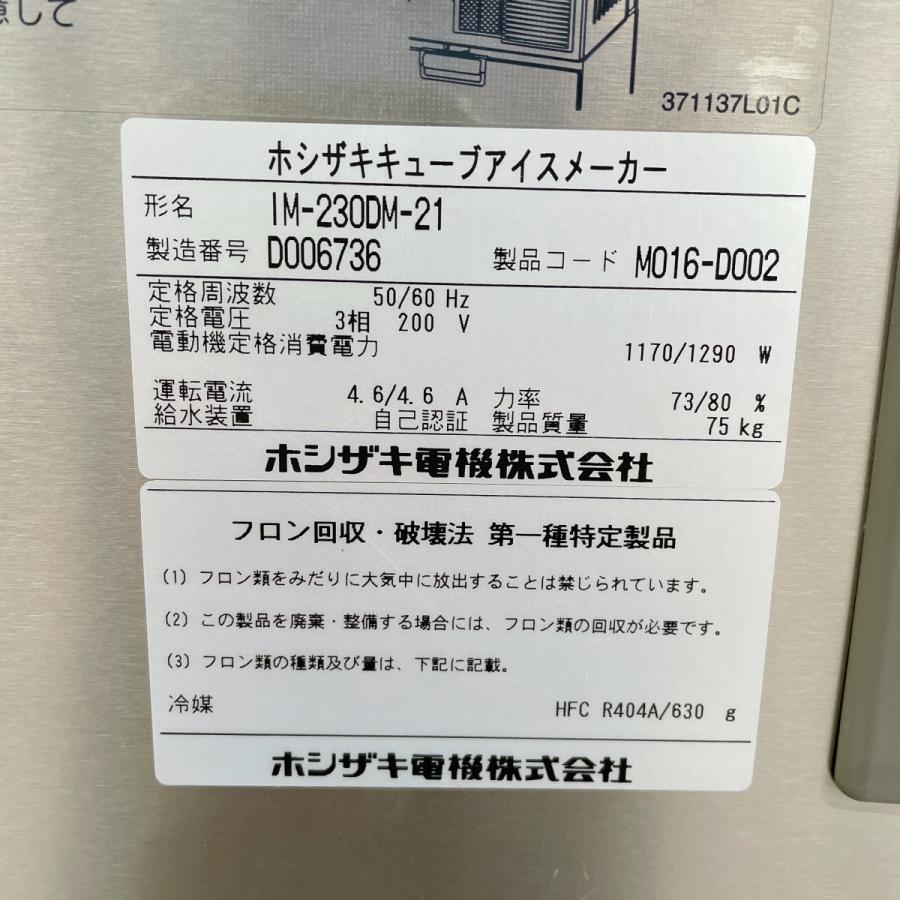 して
371137L01C
ホシザキキューブアイスメーカー
形名 IM-230DM-21
製造番号 D006736 製品コード M016-D002
定格周波数 50/60 Hz
定格電圧 3相 200 V
電動機定格消費電力 1170/1290 W
運転電流 4.6/4.6 A 力率 73/80 %
給水装置 自己認証 製品質量 75 kg
ホシザキ電機株式会社
フロン回収・破壊法 第一種特定製品
(1) フロン類をみだりに大気中に放出することは禁じられています。
(2) この製品を廃棄・整備する場合には、フロン類の回収が必要です。
(3) フロン類の種類及び量は、下記に記載。
冷媒 HFC R404A/630 g
ホシザキ電機株式会社